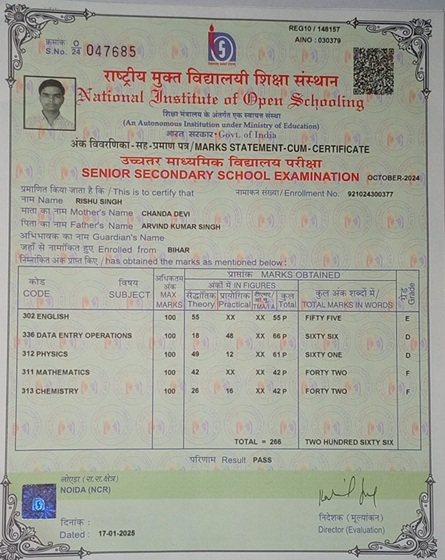 REG10 / 148157
AINO : 030379
क्रमांक O
S.No. 24 047685
राष्ट्रीय मुक्त विद्यालयी शिक्षा संस्थान
National Institute of Open Schooling
शिक्षा मंत्रालय के अंतर्गत एक स्वायत्त संस्था
(An Autonomous Institution under Ministry of Education)
भारत सरकार • Govt. of India
अंक विवरणिका - सह - प्रमाण पत्र / MARKS STATEMENT-CUM-CERTIFICATE
उच्चतर माध्यमिक विद्यालय परीक्षा
SENIOR SECONDARY SCHOOL EXAMINATION OCTOBER-2024
प्रमाणित किया जाता है कि / This is to certify that नामांकन संख्या / Enrollment No. 921024300377
नाम Name RISHU SINGH
माता का नाम Mother's Name CHANDA DEVI
पिता का नाम Father's Name ARVIND KUMAR SINGH
अभिभावक का नाम Guardian's Name
जहाँ से नामांकित हुए Enrolled from BIHAR
निम्नांकित अंक प्राप्त किए / has obtained the marks as mentioned below :
कोड CODE विषय SUBJECT अधिकतम अंक MAX MARKS प्राप्तांक MARKS OBTAINED ग्रेड Grade
अंकों में IN FIGURES कुल अंक शब्दों में / TOTAL MARKS IN WORDS
सैद्धांतिक Theory प्रायोगिक Practical TMA कुल Total
302 ENGLISH 100 55 XX XX 55 P FIFTY FIVE E
336 DATA ENTRY OPERATIONS 100 18 48 XX 66 P SIXTY SIX D
312 PHYSICS 100 49 12 XX 61 P SIXTY ONE D
311 MATHEMATICS 100 42 XX XX 42 P FORTY TWO F
313 CHEMISTRY 100 26 16 XX 42 P FORTY TWO F
TOTAL = 266 TWO HUNDRED SIXTY SIX
परिणाम Result PASS
नोएडा (रा.रा.क्षेत्र)
NOIDA (NCR)
दिनांक :
Dated : 17-01-2025
निदेशक (मूल्यांकन)
Director (Evaluation)